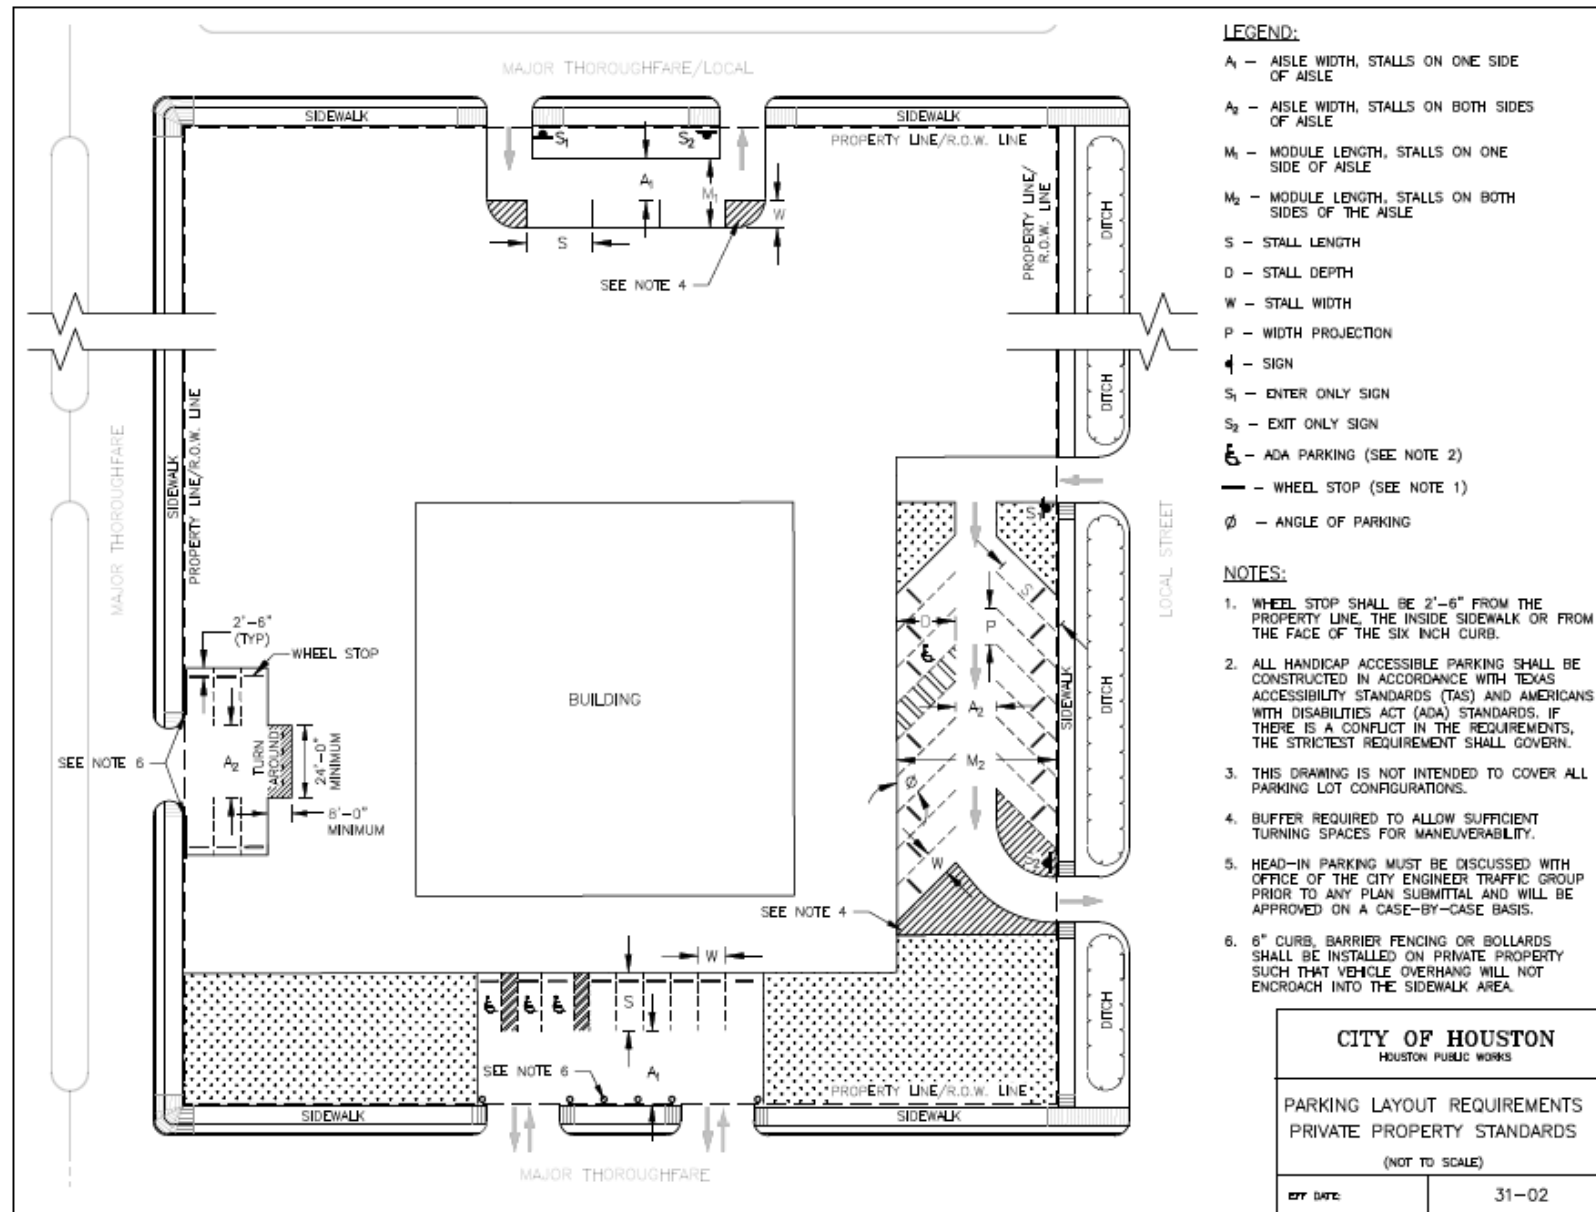 MAJOR THOROUGHFARE/LOCAL
SIDEWALK
SIDEWALK
S₁
S₂
PROPERTY LINE/R.O.W. LINE
A₁
M₁
W
S
SEE NOTE 4
PROPERTY LINE/
R.O.W. LINE
DITCH
DITCH
MAJOR THOROUGHFARE
SIDEWALK
PROPERTY LINE/R.O.W. LINE
2'-6"
(TYP)
WHEEL STOP
SEE NOTE 6
A₂
TURN
AROUND
24'-0"
MINIMUM
8'-0"
MINIMUM
BUILDING
S₁
S
D
P
A₂
M₂
Ø
W
P2
SEE NOTE 4
SIDEWALK
DITCH
LOCAL STREET
DITCH
W
S
SEE NOTE 6
A₁
PROPERTY LINE/R.O.W. LINE
SIDEWALK
SIDEWALK
MAJOR THOROUGHFARE
LEGEND:
A₁ – AISLE WIDTH, STALLS ON ONE SIDE
OF AISLE
A₂ – AISLE WIDTH, STALLS ON BOTH SIDES
OF AISLE
M₁ – MODULE LENGTH, STALLS ON ONE
SIDE OF AISLE
M₂ – MODULE LENGTH, STALLS ON BOTH
SIDES OF THE AISLE
S – STALL LENGTH
D – STALL DEPTH
W – STALL WIDTH
P – WIDTH PROJECTION
– SIGN
S₁ – ENTER ONLY SIGN
S₂ – EXIT ONLY SIGN
– ADA PARKING (SEE NOTE 2)
– WHEEL STOP (SEE NOTE 1)
Ø – ANGLE OF PARKING
NOTES:
1. WHEEL STOP SHALL BE 2'-6" FROM THE
PROPERTY LINE, THE INSIDE SIDEWALK OR FROM
THE FACE OF THE SIX INCH CURB.
2. ALL HANDICAP ACCESSIBLE PARKING SHALL BE
CONSTRUCTED IN ACCORDANCE WITH TEXAS
ACCESSIBILITY STANDARDS (TAS) AND AMERICANS
WITH DISABILITIES ACT (ADA) STANDARDS. IF
THERE IS A CONFLICT IN THE REQUIREMENTS,
THE STRICTEST REQUIREMENT SHALL GOVERN.
3. THIS DRAWING IS NOT INTENDED TO COVER ALL
PARKING LOT CONFIGURATIONS.
4. BUFFER REQUIRED TO ALLOW SUFFICIENT
TURNING SPACES FOR MANEUVERABILITY.
5. HEAD-IN PARKING MUST BE DISCUSSED WITH
OFFICE OF THE CITY ENGINEER TRAFFIC GROUP
PRIOR TO ANY PLAN SUBMITTAL AND WILL BE
APPROVED ON A CASE-BY-CASE BASIS.
6. 6" CURB, BARRIER FENCING OR BOLLARDS
SHALL BE INSTALLED ON PRIVATE PROPERTY
SUCH THAT VEHICLE OVERHANG WILL NOT
ENCROACH INTO THE SIDEWALK AREA.
CITY OF HOUSTON
HOUSTON PUBLIC WORKS
PARKING LAYOUT REQUIREMENTS
PRIVATE PROPERTY STANDARDS
(NOT TO SCALE)
EFF DATE:
31-02